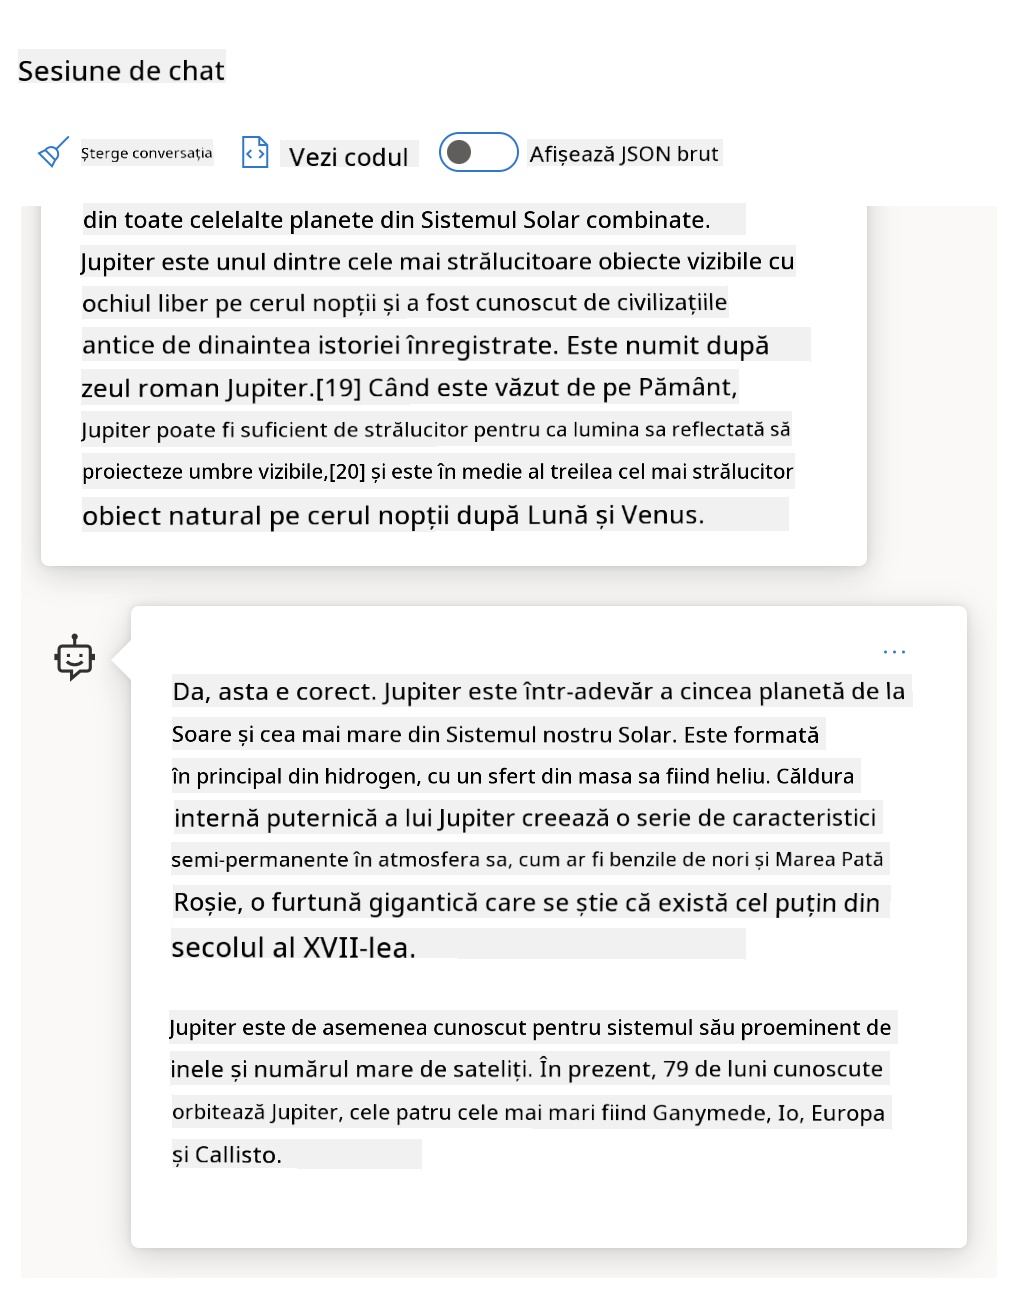 Sesiune de chat
Șterge conversația
Vezi codul
Afișează JSON brut
din toate celelalte planete din Sistemul Solar combinate.
Jupiter este unul dintre cele mai strălucitoare obiecte vizibile cu
ochiul liber pe cerul nopții și a fost cunoscut de civilizațiile
antice de dinaintea istoriei înregistrate. Este numit după
zeul roman Jupiter.[19] Când este văzut de pe Pământ,
Jupiter poate fi suficient de strălucitor pentru ca lumina sa reflectată să
proiecteze umbre vizibile,[20] și este în medie al treilea cel mai strălucitor
obiect natural pe cerul nopții după Lună și Venus.
Da, asta e corect. Jupiter este într-adevăr a cincea planetă de la
Soare și cea mai mare din Sistemul nostru Solar. Este formată
în principal din hidrogen, cu un sfert din masa sa fiind heliu. Căldura
internă puternică a lui Jupiter creează o serie de caracteristici
semi-permanente în atmosfera sa, cum ar fi benzile de nori și Marea Pată
Roșie, o furtună gigantică care se știe că există cel puțin din
secolul al XVII-lea.
Jupiter este de asemenea cunoscut pentru sistemul său proeminent de
inele și numărul mare de sateliți. În prezent, 79 de luni cunoscute
orbitează Jupiter, cele patru cele mai mari fiind Ganymede, Io, Europa
și Callisto.